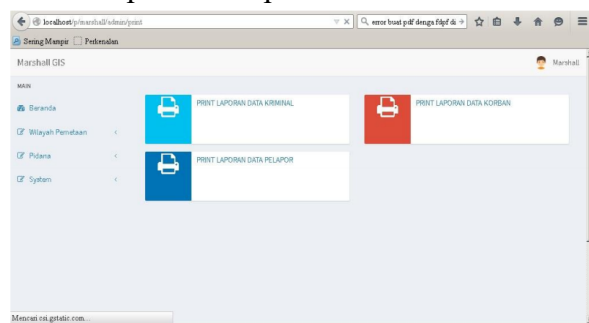 localhost/p/marshall/admin/print
error buat pdf denga fdpf di
Sering Mampir
Perkenalan
Marshall GIS
Marshall
MAIN
Beranda
Wilayah Pemetaan
Pidana
System
PRINT LAPORAN DATA KRIMINAL
PRINT LAPORAN DATA KORBAN
PRINT LAPORAN DATA PELAPOR
Mencari csi.gstatic.com...